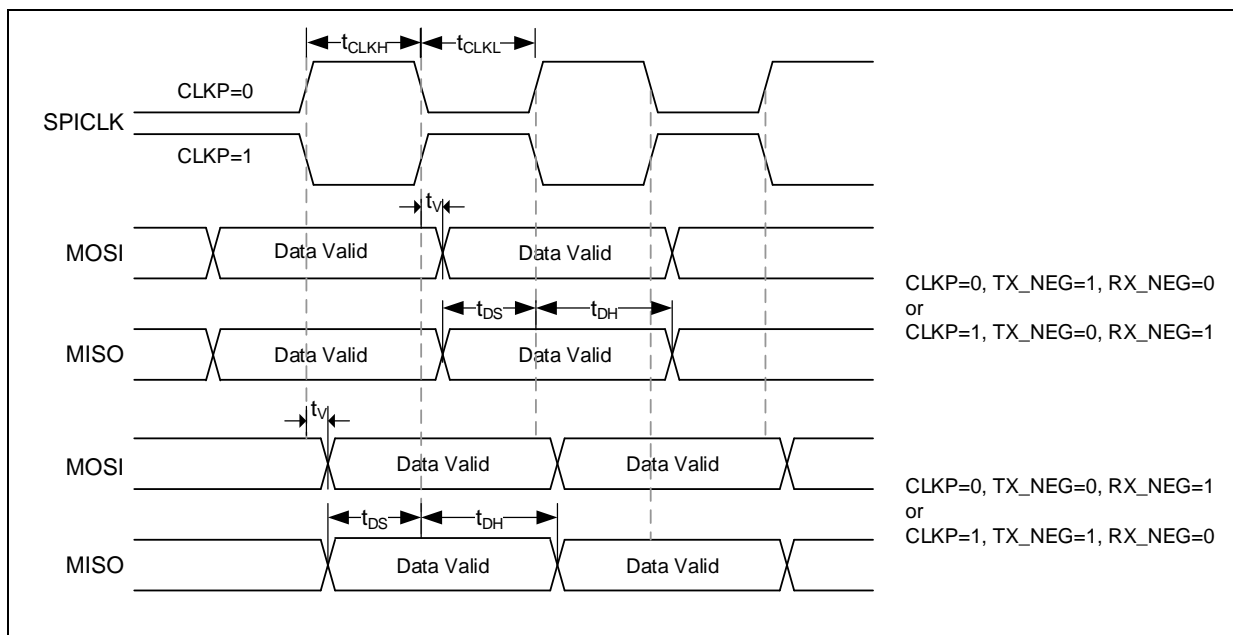 tCLKH
tCLKL
CLKP=0
SPICLK
CLKP=1
tV
MOSI
Data Valid
Data Valid
CLKP=0, TX_NEG=1, RX_NEG=0
or
CLKP=1, TX_NEG=0, RX_NEG=1
tDS
tDH
MISO
Data Valid
Data Valid
tV
MOSI
Data Valid
Data Valid
CLKP=0, TX_NEG=0, RX_NEG=1
or
CLKP=1, TX_NEG=1, RX_NEG=0
tDS
tDH
MISO
Data Valid
Data Valid